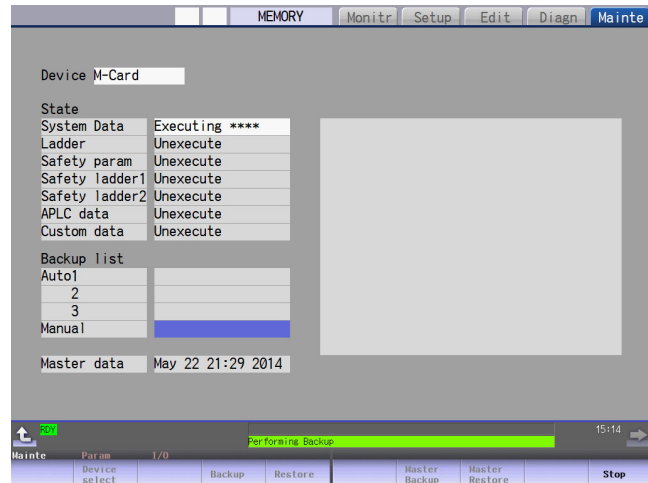 MEMORY Monitr Setup Edit Diagn Mainte
Device M-Card
State
System Data Executing ****
Ladder Unexecute
Safety param Unexecute
Safety ladder1 Unexecute
Safety ladder2 Unexecute
APLC data Unexecute
Custom data Unexecute
Backup list
Auto1
2
3
Manual
Master data May 22 21:29 2014
RDY 15:14
Performing Backup
Mainte Param I/O
Device select Backup Restore Master Backup Master Restore Stop